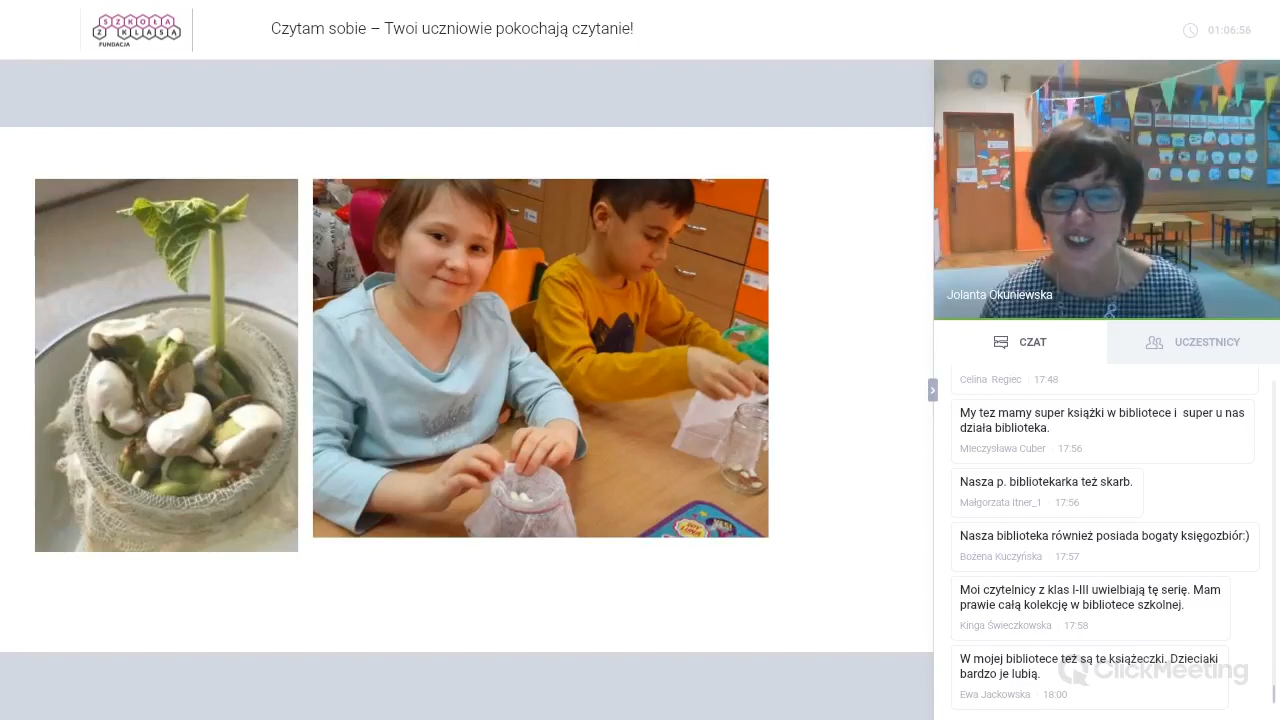 SZKOŁA
Z KLASĄ
FUNDACJA
Czytam sobie – Twoi uczniowie pokochają czytanie!
01:06:56
Jolanta Okuniewska
CZAT
UCZESTNICY
Celina Regiec 17:48
My tez mamy super książki w bibliotece i super u nas
działa biblioteka.
Mieczysława Cuber 17:56
Nasza p. bibliotekarka też skarb.
Małgorzata Itner_1 17:56
Nasza biblioteka również posiada bogaty księgozbiór:)
Bożena Kuczyńska 17:57
Moi czytelnicy z klas I-III uwielbiają tę serię. Mam
prawie całą kolekcję w bibliotece szkolnej.
Kinga Świeczkowska 17:58
W mojej bibliotece też są te książeczki. Dzieciaki
bardzo je lubią.
Ewa Jackowska 18:00
ClickMeeting